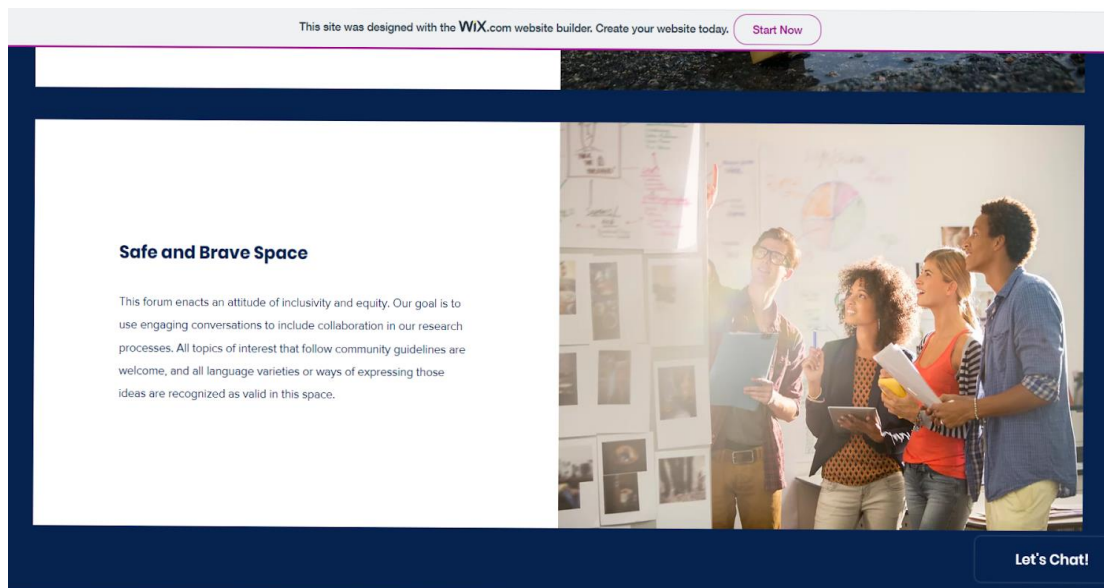 This site was designed with the WiX.com website builder. Create your website today. Start Now
Safe and Brave Space
This forum enacts an attitude of inclusivity and equity. Our goal is to
use engaging conversations to include collaboration in our research
processes. All topics of interest that follow community guidelines are
welcome, and all language varieties or ways of expressing those
ideas are recognized as valid in this space.
Let's Chat!